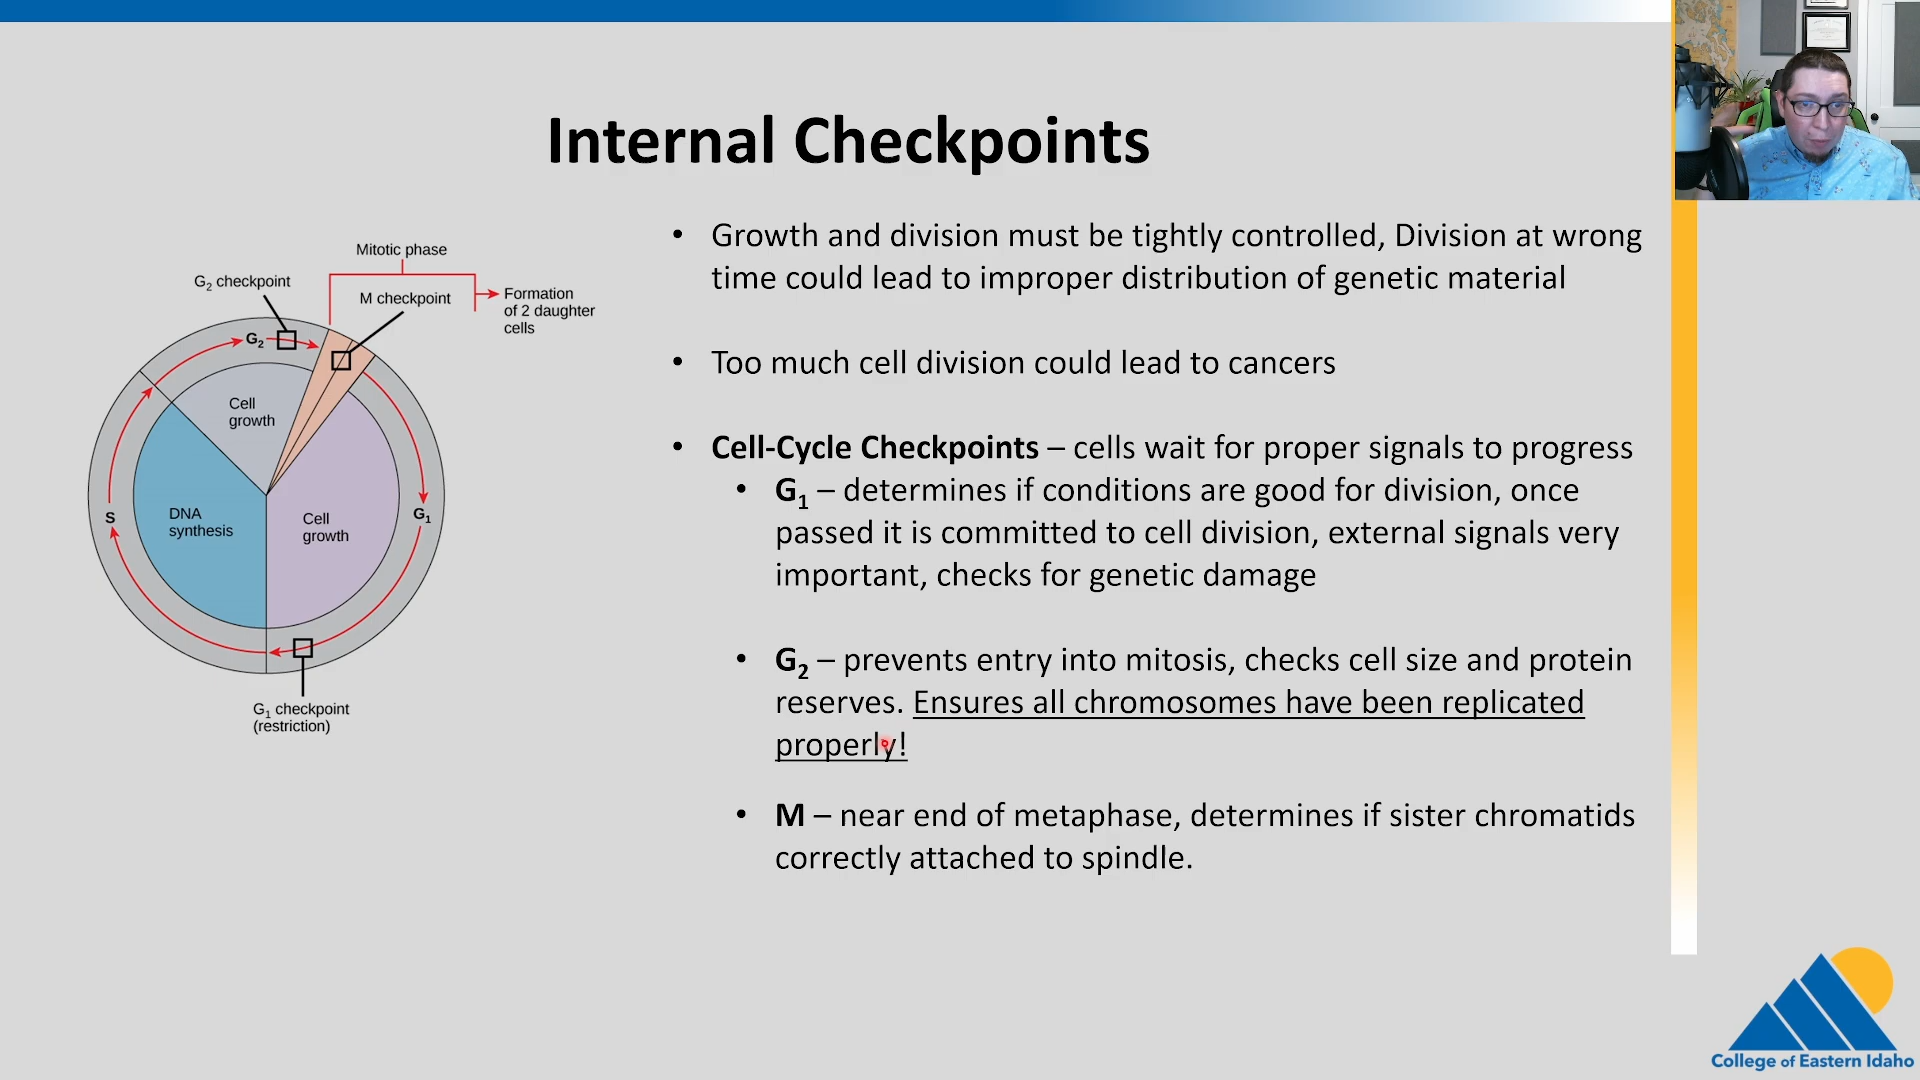 Internal Checkpoints
Mitotic phase
G₂ checkpoint
M checkpoint
Formation
of 2 daughter
cells
G₂
Cell
growth
S
DNA
synthesis
Cell
growth
G₁
G₁ checkpoint
(restriction)
• Growth and division must be tightly controlled, Division at wrong
time could lead to improper distribution of genetic material
• Too much cell division could lead to cancers
• Cell-Cycle Checkpoints – cells wait for proper signals to progress
• G₁ – determines if conditions are good for division, once
passed it is committed to cell division, external signals very
important, checks for genetic damage
• G₂ – prevents entry into mitosis, checks cell size and protein
reserves. Ensures all chromosomes have been replicated
properly!
• M – near end of metaphase, determines if sister chromatids
correctly attached to spindle.
College of Eastern Idaho